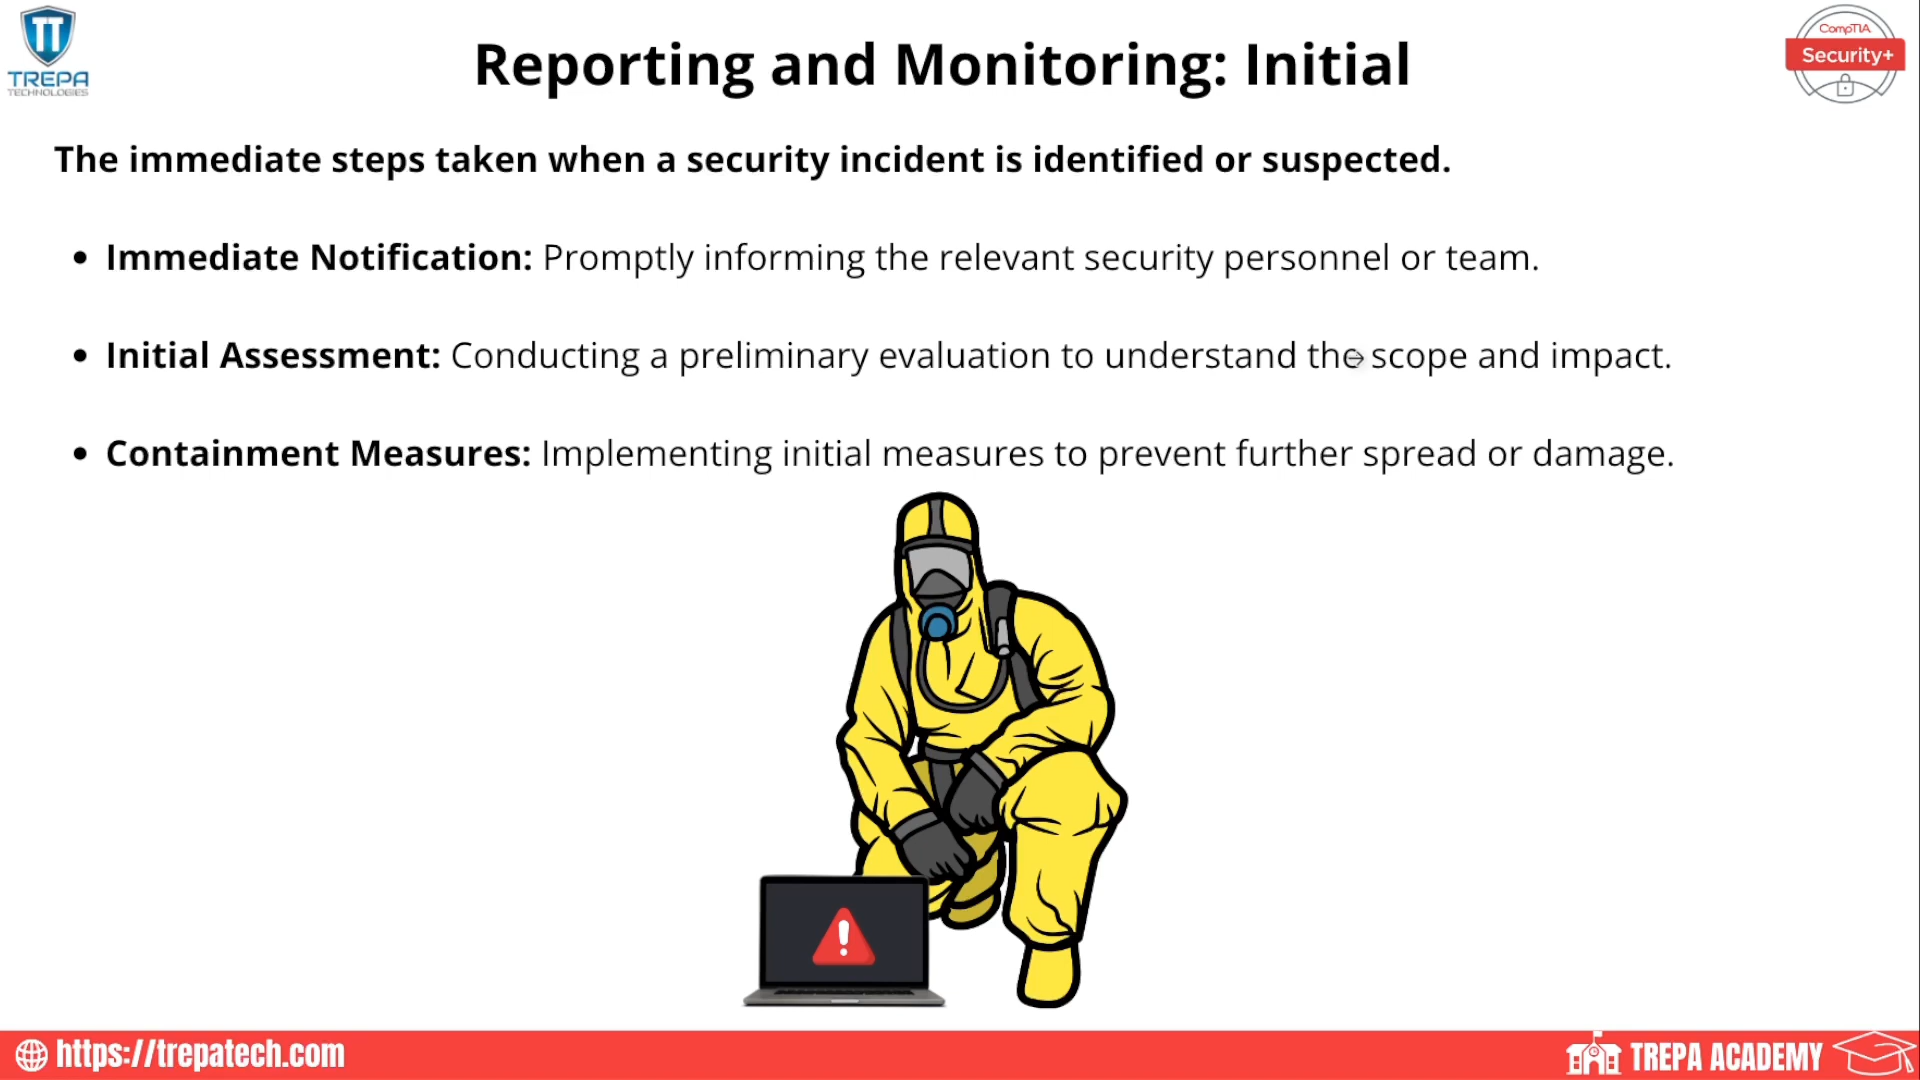 TT
TREPA
TECHNOLOGIES
Reporting and Monitoring: Initial
CompTIA
Security+
The immediate steps taken when a security incident is identified or suspected.
• Immediate Notification: Promptly informing the relevant security personnel or team.
• Initial Assessment: Conducting a preliminary evaluation to understand the scope and impact.
• Containment Measures: Implementing initial measures to prevent further spread or damage.
!
https://trepatech.com
TREPA ACADEMY